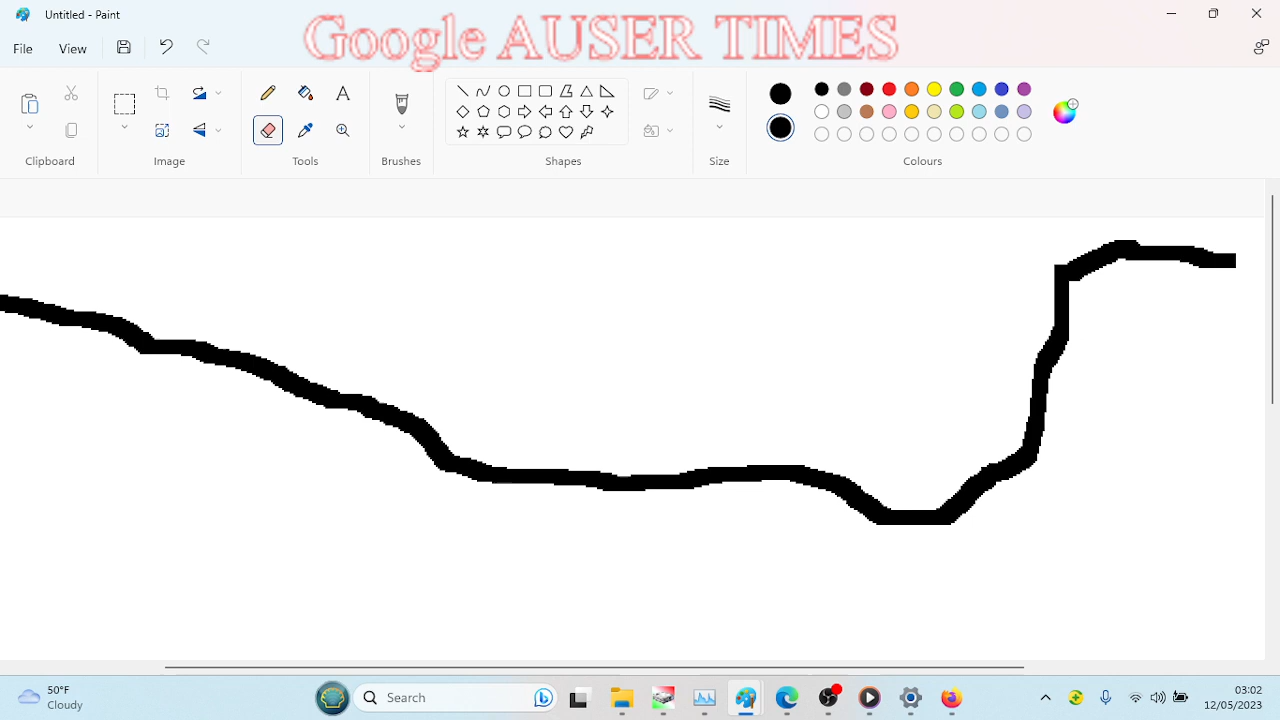 Untitled - Paint
Google AUSER TIMES
File View
Clipboard Image Tools Brushes Shapes Size Colours
50°F
Cloudy
Search
03:02
12/05/2023